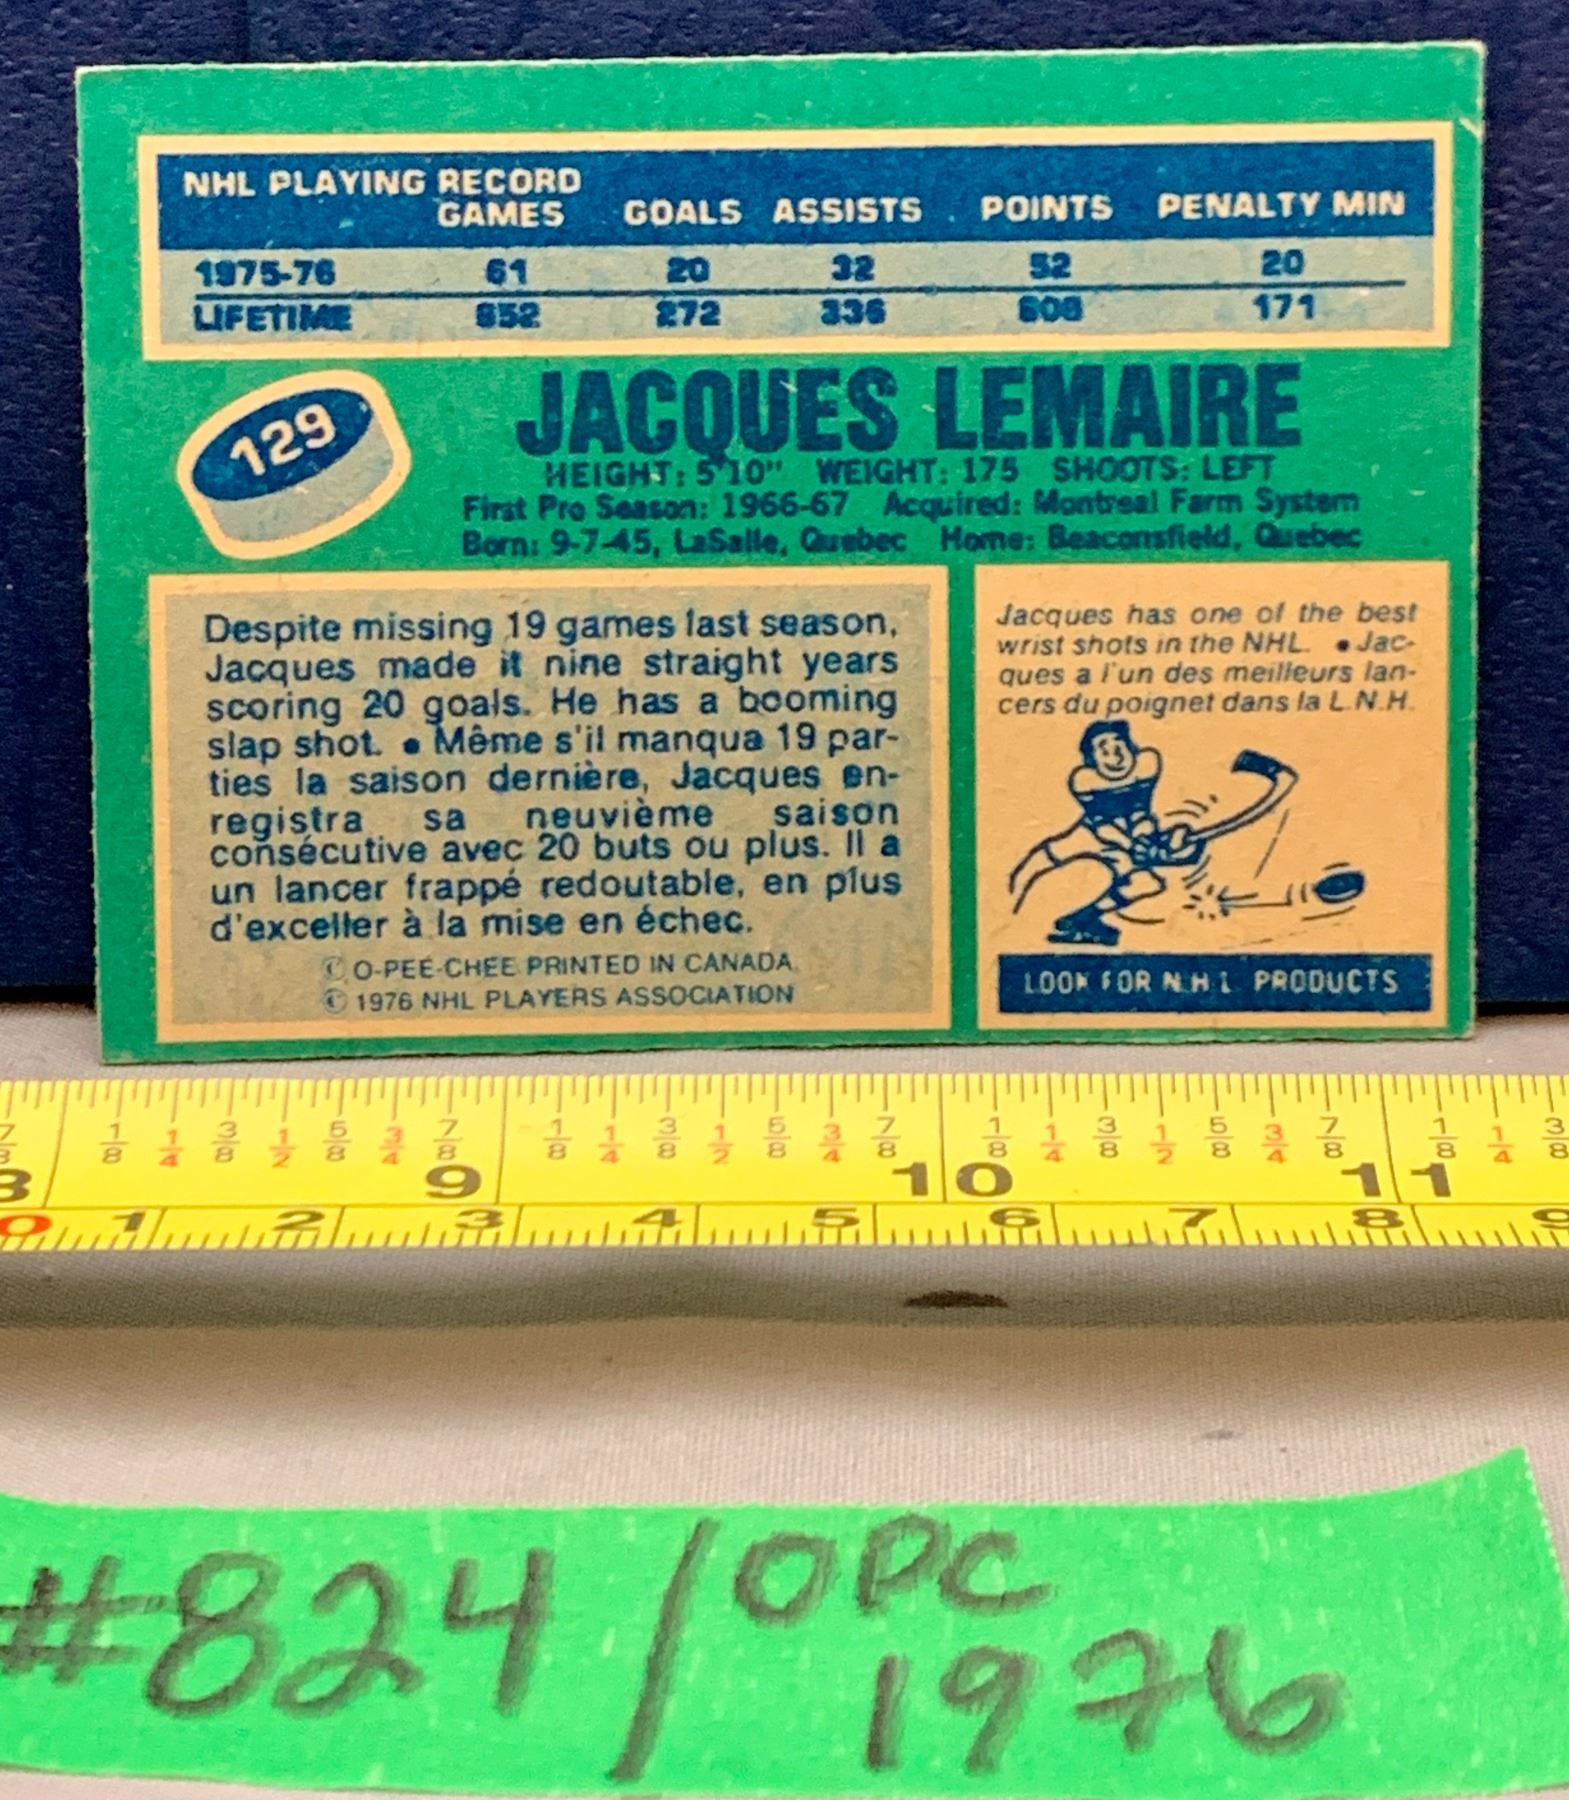 NHL PLAYING RECORD
GAMES GOALS ASSISTS POINTS PENALTY MIN
1975-76 61 20 32 52 20
LIFETIME 272 336 608 171
129
JACQUES LEMAIRE
HEIGHT: 5'10" WEIGHT: 175 SHOOTS: LEFT
First Pro Season: 1966-67 Acquired: Montreal Farm System
Born: 9-7-45, LaSalle, Quebec Home: Beaconsfield, Quebec
Despite missing 19 games last season,
Jacques made it nine straight years
scoring 20 goals. He has a booming
slap shot. • Même s'il manqua 19 par-
ties la saison dernière, Jacques en-
registra sa neuvième saison
consécutive avec 20 buts ou plus. Il a
un lancer frappé redoutable, en plus
d'exceller à la mise en échec.
© O-PEE-CHEE PRINTED IN CANADA
© 1976 NHL PLAYERS ASSOCIATION
Jacques has one of the best
wrist shots in the NHL. • Jac-
ques a l'un des meilleurs lan-
cers du poignet dans la L.N.H.
LOOK FOR N.H.L. PRODUCTS
7/8 1/8 1/4 3/8 1/2 5/8 3/4 7/8 1/8 1/4 3/8 1/2 5/8 3/4 7/8 1/8 1/4 3/8 1/2 5/8 3/4 7/8 1/8 1/4 3/8
9 10 11
0 1 2 3 4 5 6 7 8 9
#824/OPC
1976